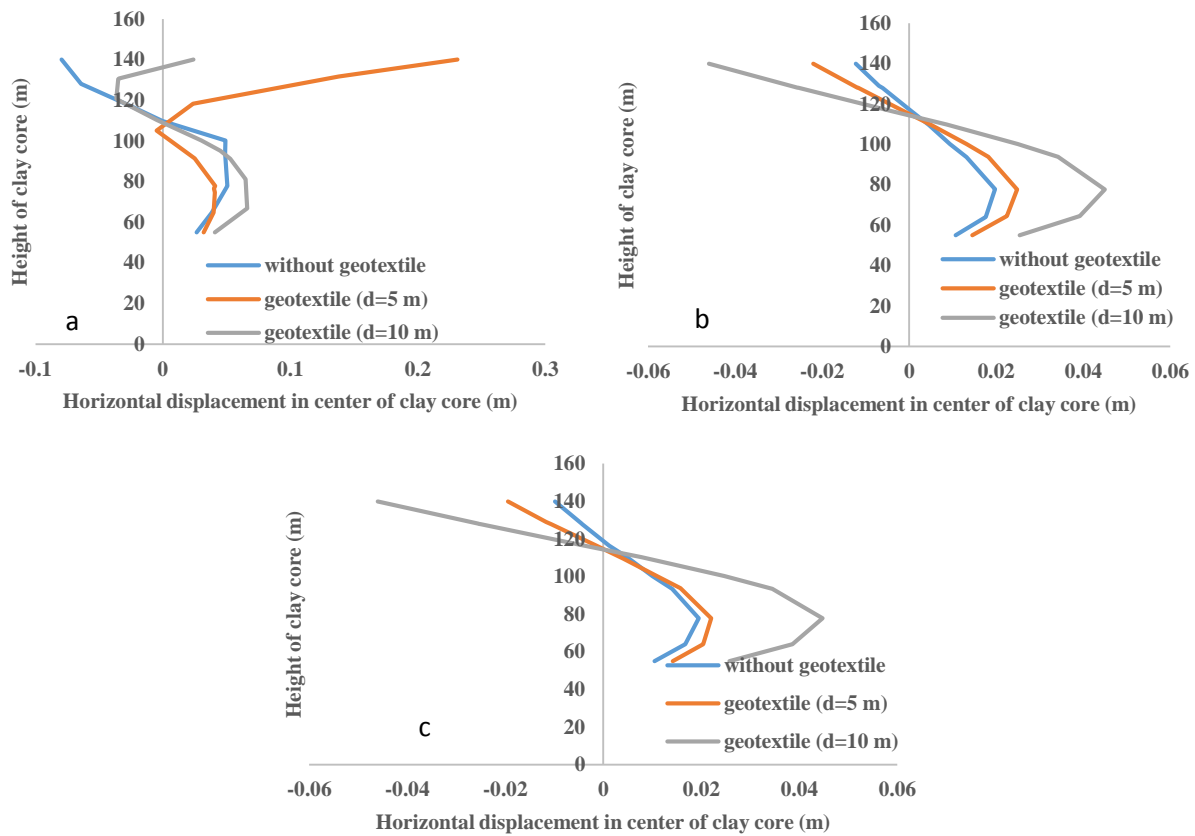 a
Height of clay core (m)
160
140
120
100
80
60
40
20
0
-0.1
0
0.1
0.2
0.3
without geotextile
geotextile (d=5 m)
geotextile (d=10 m)
Horizontal displacement in center of clay core (m)
b
Height of clay core (m)
160
140
120
100
80
60
40
20
0
-0.06
-0.04
-0.02
0
0.02
0.04
0.06
without geotextile
geotextile (d=5 m)
geotextile (d=10 m)
Horizontal displacement in center of clay core (m)
c
Height of clay core (m)
160
140
120
100
80
60
40
20
0
-0.06
-0.04
-0.02
0
0.02
0.04
0.06
without geotextile
geotextile (d=5 m)
geotextile (d=10 m)
Horizontal displacement in center of clay core (m)